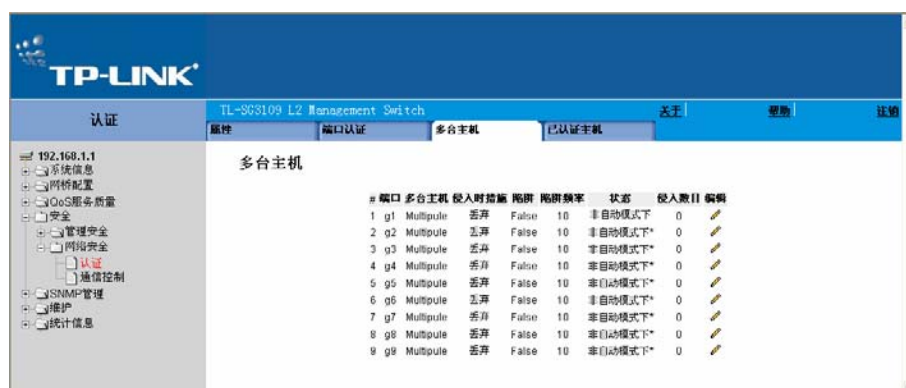 TP-LINK
认证
TL-SG3109 L2 Management Switch 关于 帮助 注销
属性 端口认证 多台主机 已认证主机
192.168.1.1
系统信息
网桥配置
QoS服务质量
安全
管理安全
网络安全
认证
通信控制
SNMP管理
维护
统计信息
多台主机
# 端口 多台主机 侵入时措施 陷阱 陷阱频率 状态 侵入数目 编辑
1 g1 Multipule 丢弃 False 10 非自动模式下 0
2 g2 Multipule 丢弃 False 10 非自动模式下* 0
3 g3 Multipule 丢弃 False 10 非自动模式下* 0
4 g4 Multipule 丢弃 False 10 非自动模式下* 0
5 g5 Multipule 丢弃 False 10 非自动模式下* 0
6 g6 Multipule 丢弃 False 10 非自动模式下* 0
7 g7 Multipule 丢弃 False 10 非自动模式下* 0
8 g8 Multipule 丢弃 False 10 非自动模式下* 0
9 g9 Multipule 丢弃 False 10 非自动模式下* 0